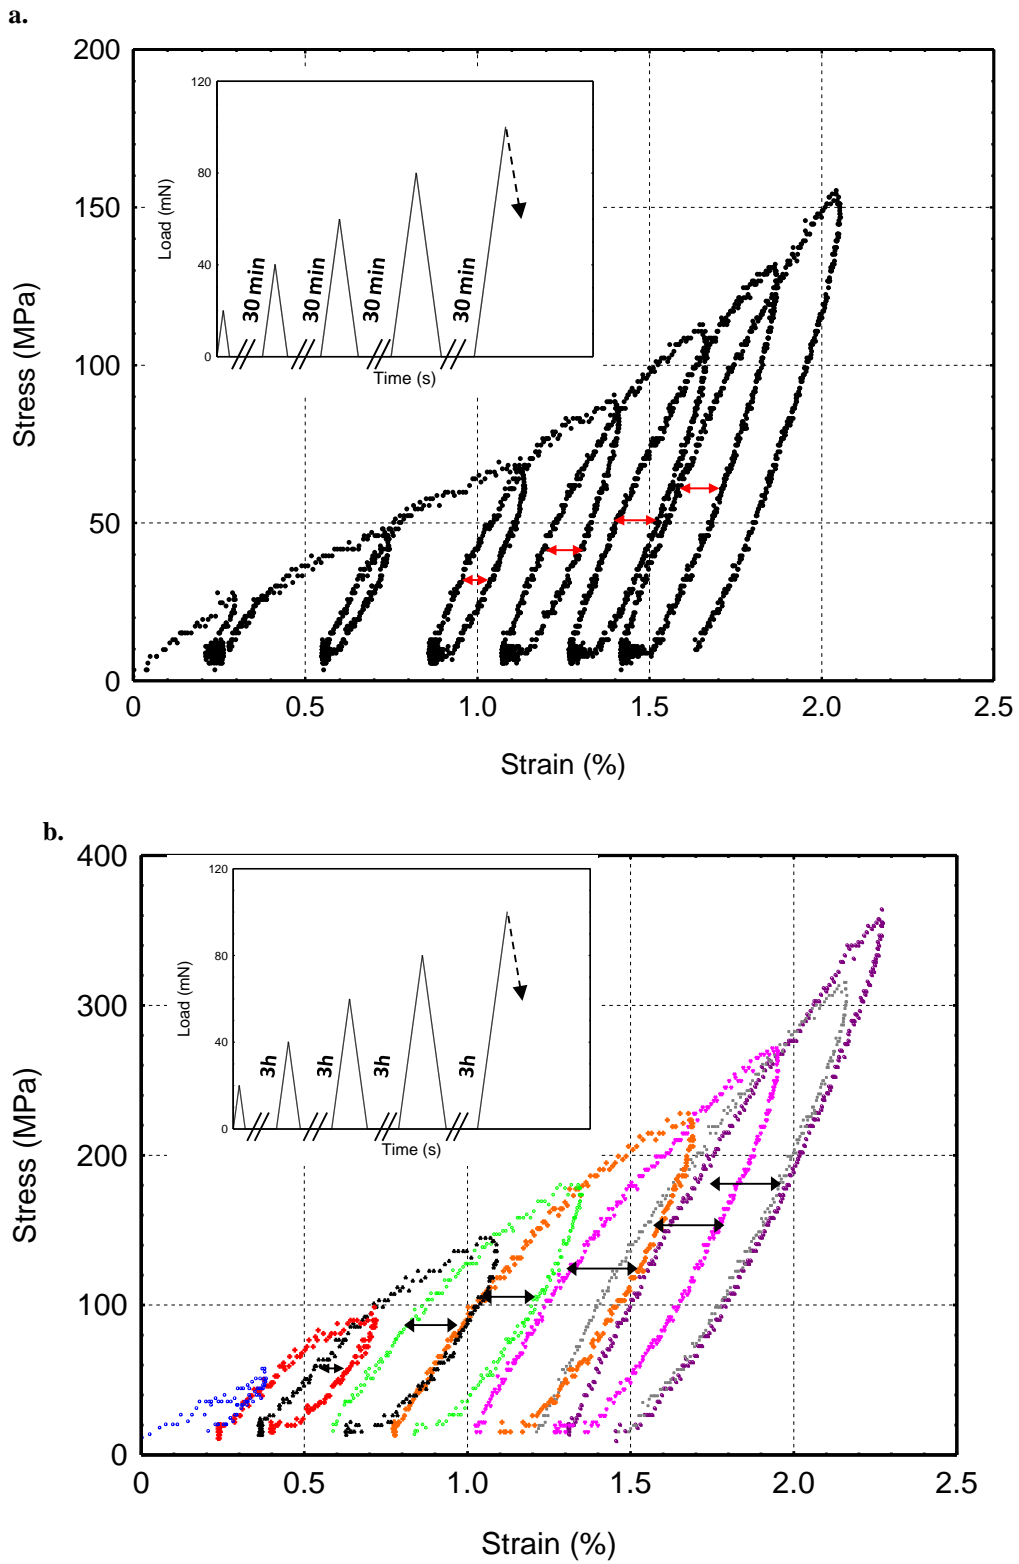 a.
200
150
100
50
0
Stress (MPa)
0
0.5
1.0
1.5
2.0
2.5
Strain (%)
120
80
40
0
Load (mN)
30 min
30 min
30 min
30 min
Time (s)
b.
400
300
200
100
0
Stress (MPa)
0
0.5
1.0
1.5
2.0
2.5
Strain (%)
120
80
40
0
Load (mN)
3h
3h
3h
3h
Time (s)